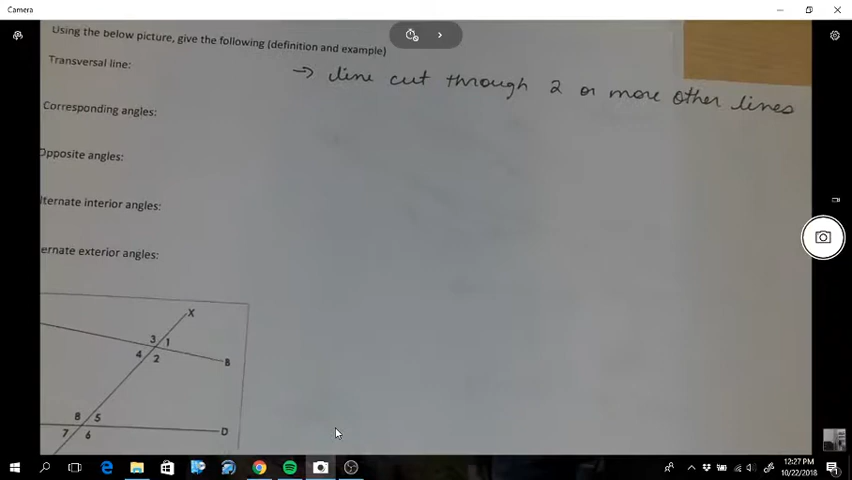 Camera
Using the below picture, give the following (definition and example)
Transversal line:
→ line cut through 2 or more other lines
Corresponding angles:
Opposite angles:
lternate interior angles:
ernate exterior angles:
X
3 1
4 2
B
8 5
7 6
D
12:27 PM
10/22/2018